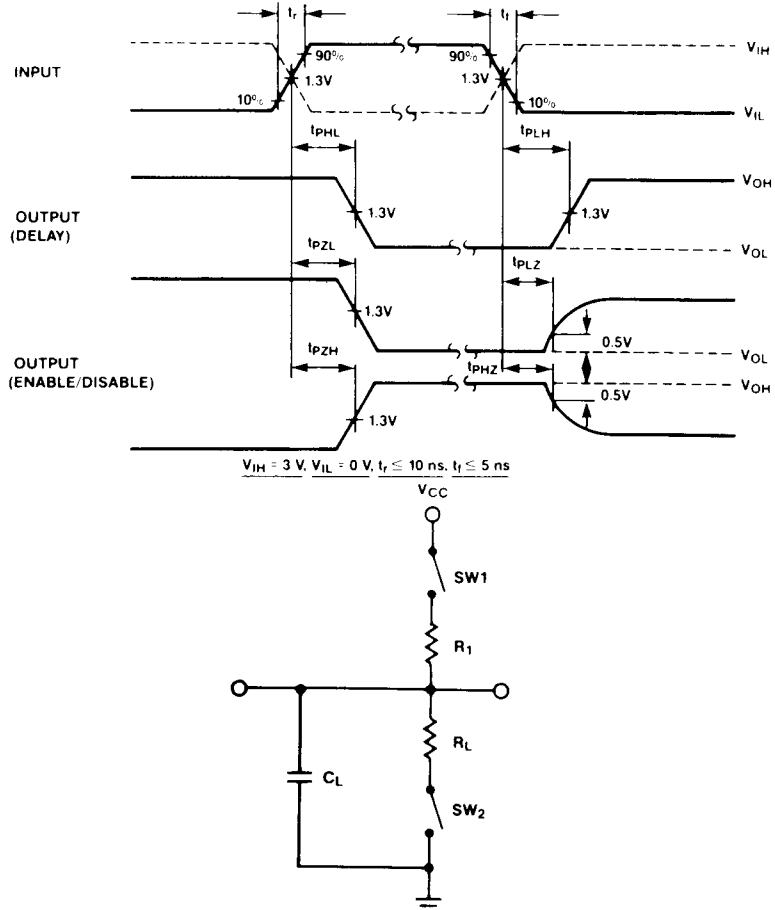 tr tf
90% 90% VIH
INPUT 1.3V 1.3V
10% 10% VIL
tPHL tPLH
VOH
OUTPUT
(DELAY) 1.3V 1.3V
VOL
tPZL tPLZ
1.3V
0.5V
OUTPUT
(ENABLE/DISABLE) VOL
tPZH tPHZ VOH
0.5V
1.3V
VIH = 3 V, VIL = 0 V, tr ≤ 10 ns, tf ≤ 5 ns
VCC
SW1
R1
RL
CL
SW2